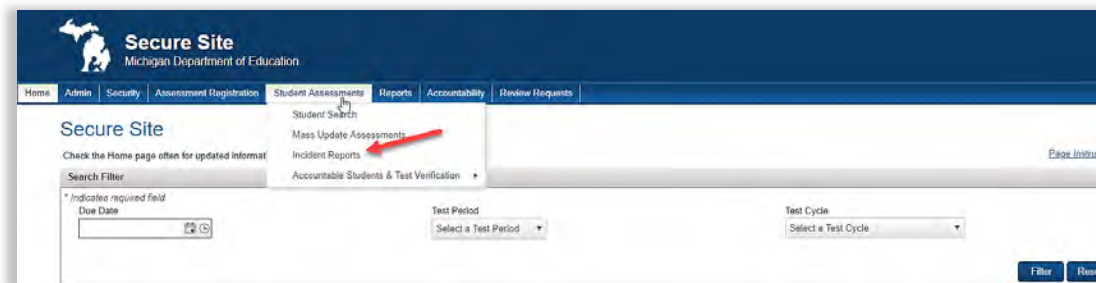 Secure Site
Michigan Department of Education
Home Admin Security Assessment Registration Student Assessments Reports Accountability Review Requests
Student Search
Mass Update Assessments
Secure Site
Incident Reports
Check the Home page often for updated informat
Page Instru
Accountable Students & Test Verification
Search Filter
* Indicates required field
Due Date Test Period Test Cycle
Select a Test Period Select a Test Cycle
Filter Rese